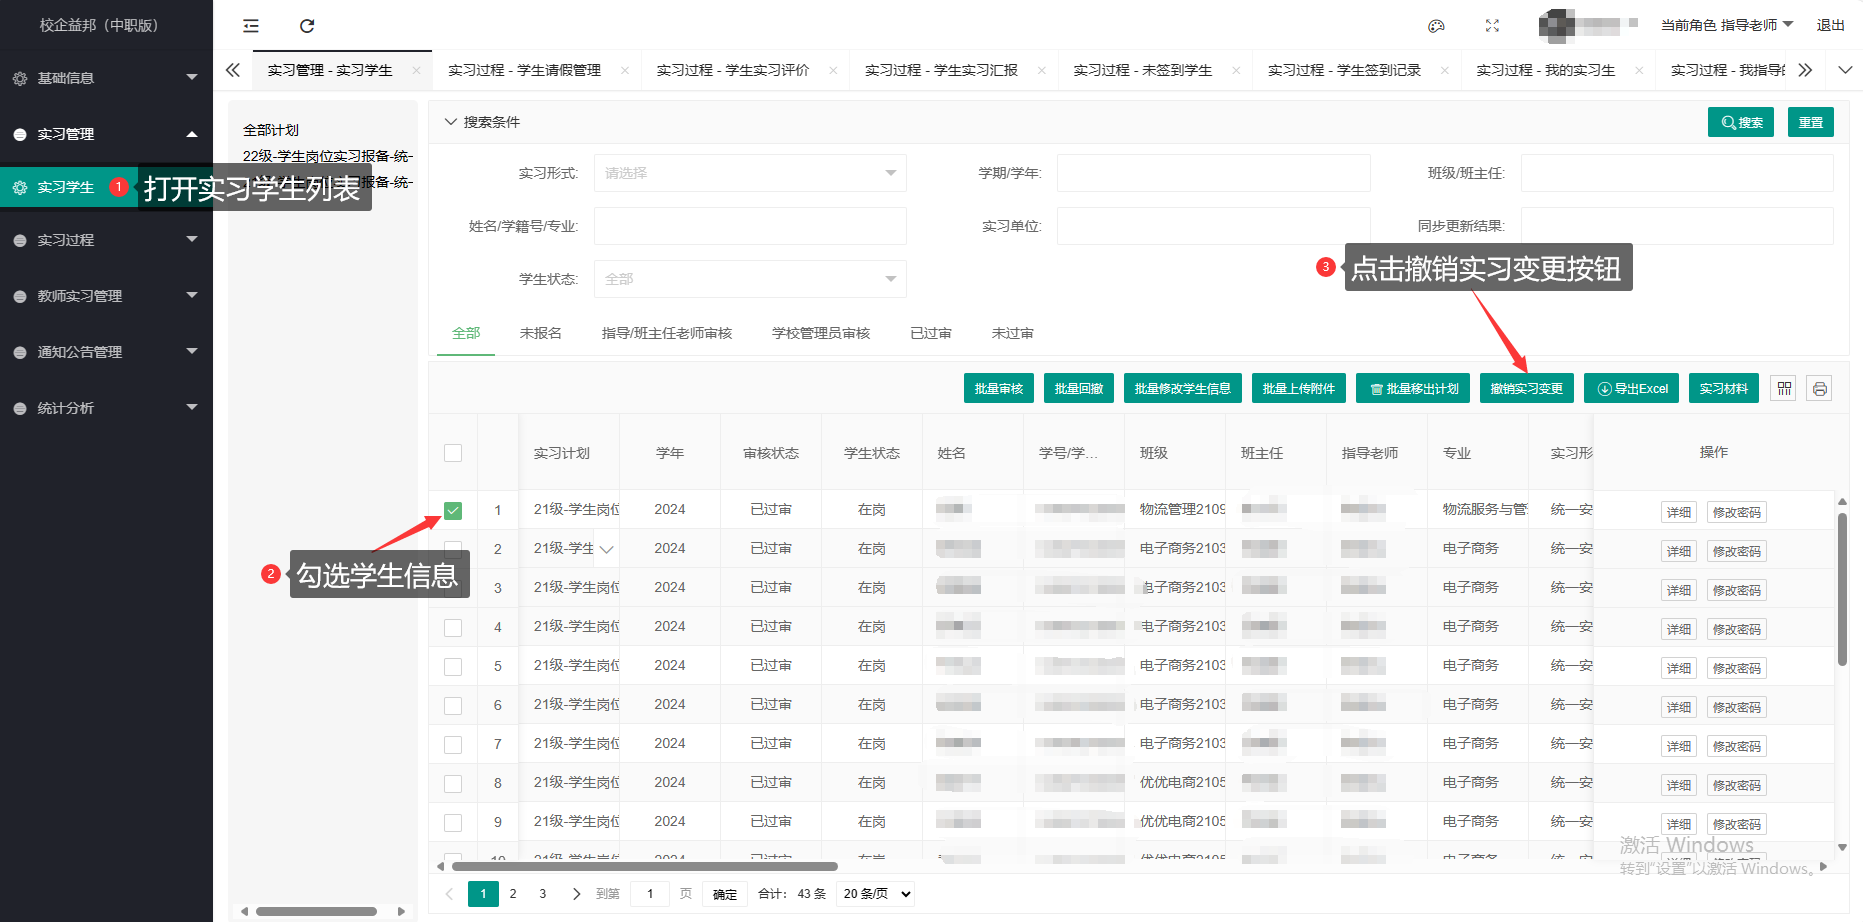 校企益邦（中职版）
当前角色 指导老师
退出
基础信息
实习管理
实习学生
实习过程
教师实习管理
通知公告管理
统计分析
实习管理 - 实习学生
实习过程 - 学生请假管理
实习过程 - 学生实习评价
实习过程 - 学生实习汇报
实习过程 - 未签到学生
实习过程 - 学生签到记录
实习过程 - 我的实习生
实习过程 - 我指导的
全部计划
22级-学生岗位实习报备-统一
报备-统一
1 打开实习学生列表
搜索条件
搜索
重置
实习形式: 请选择
学期/学年:
班级/班主任:
姓名/学籍号/专业:
实习单位:
同步更新结果:
学生状态: 全部
3 点击撤销实习变更按钮
全部 未报名 指导/班主任老师审核 学校管理员审核 已过审 未过审
批量审核 批量回撤 批量修改学生信息 批量上传附件 批量移出计划 撤销实习变更 导出Excel 实习材料
实习计划 学年 审核状态 学生状态 姓名 学号/学... 班级 班主任 指导老师 专业 实习形 操作
1 21级-学生岗位 2024 已过审 在岗 物流管理2109 物流服务与管 统一安 详细 修改密码
2 21级-学生 2024 已过审 在岗 电子商务2103 电子商务 统一安 详细 修改密码
3 21级-学生岗位 2024 已过审 在岗 电子商务2103 电子商务 统一安 详细 修改密码
4 21级-学生岗位 2024 已过审 在岗 电子商务2103 电子商务 统一安 详细 修改密码
5 21级-学生岗位 2024 已过审 在岗 电子商务2103 电子商务 统一安 详细 修改密码
6 21级-学生岗位 2024 已过审 在岗 电子商务2103 电子商务 统一安 详细 修改密码
7 21级-学生岗位 2024 已过审 在岗 电子商务2103 电子商务 统一安 详细 修改密码
8 21级-学生岗位 2024 已过审 在岗 优优电商2105 电子商务 统一安 详细 修改密码
9 21级-学生岗位 2024 已过审 在岗 优优电商2105 电子商务 统一安 详细 修改密码
2 勾选学生信息
1 2 3 到第 1 页 确定 合计： 43 条 20 条/页
激活 Windows
转到“设置”以激活 Windows。